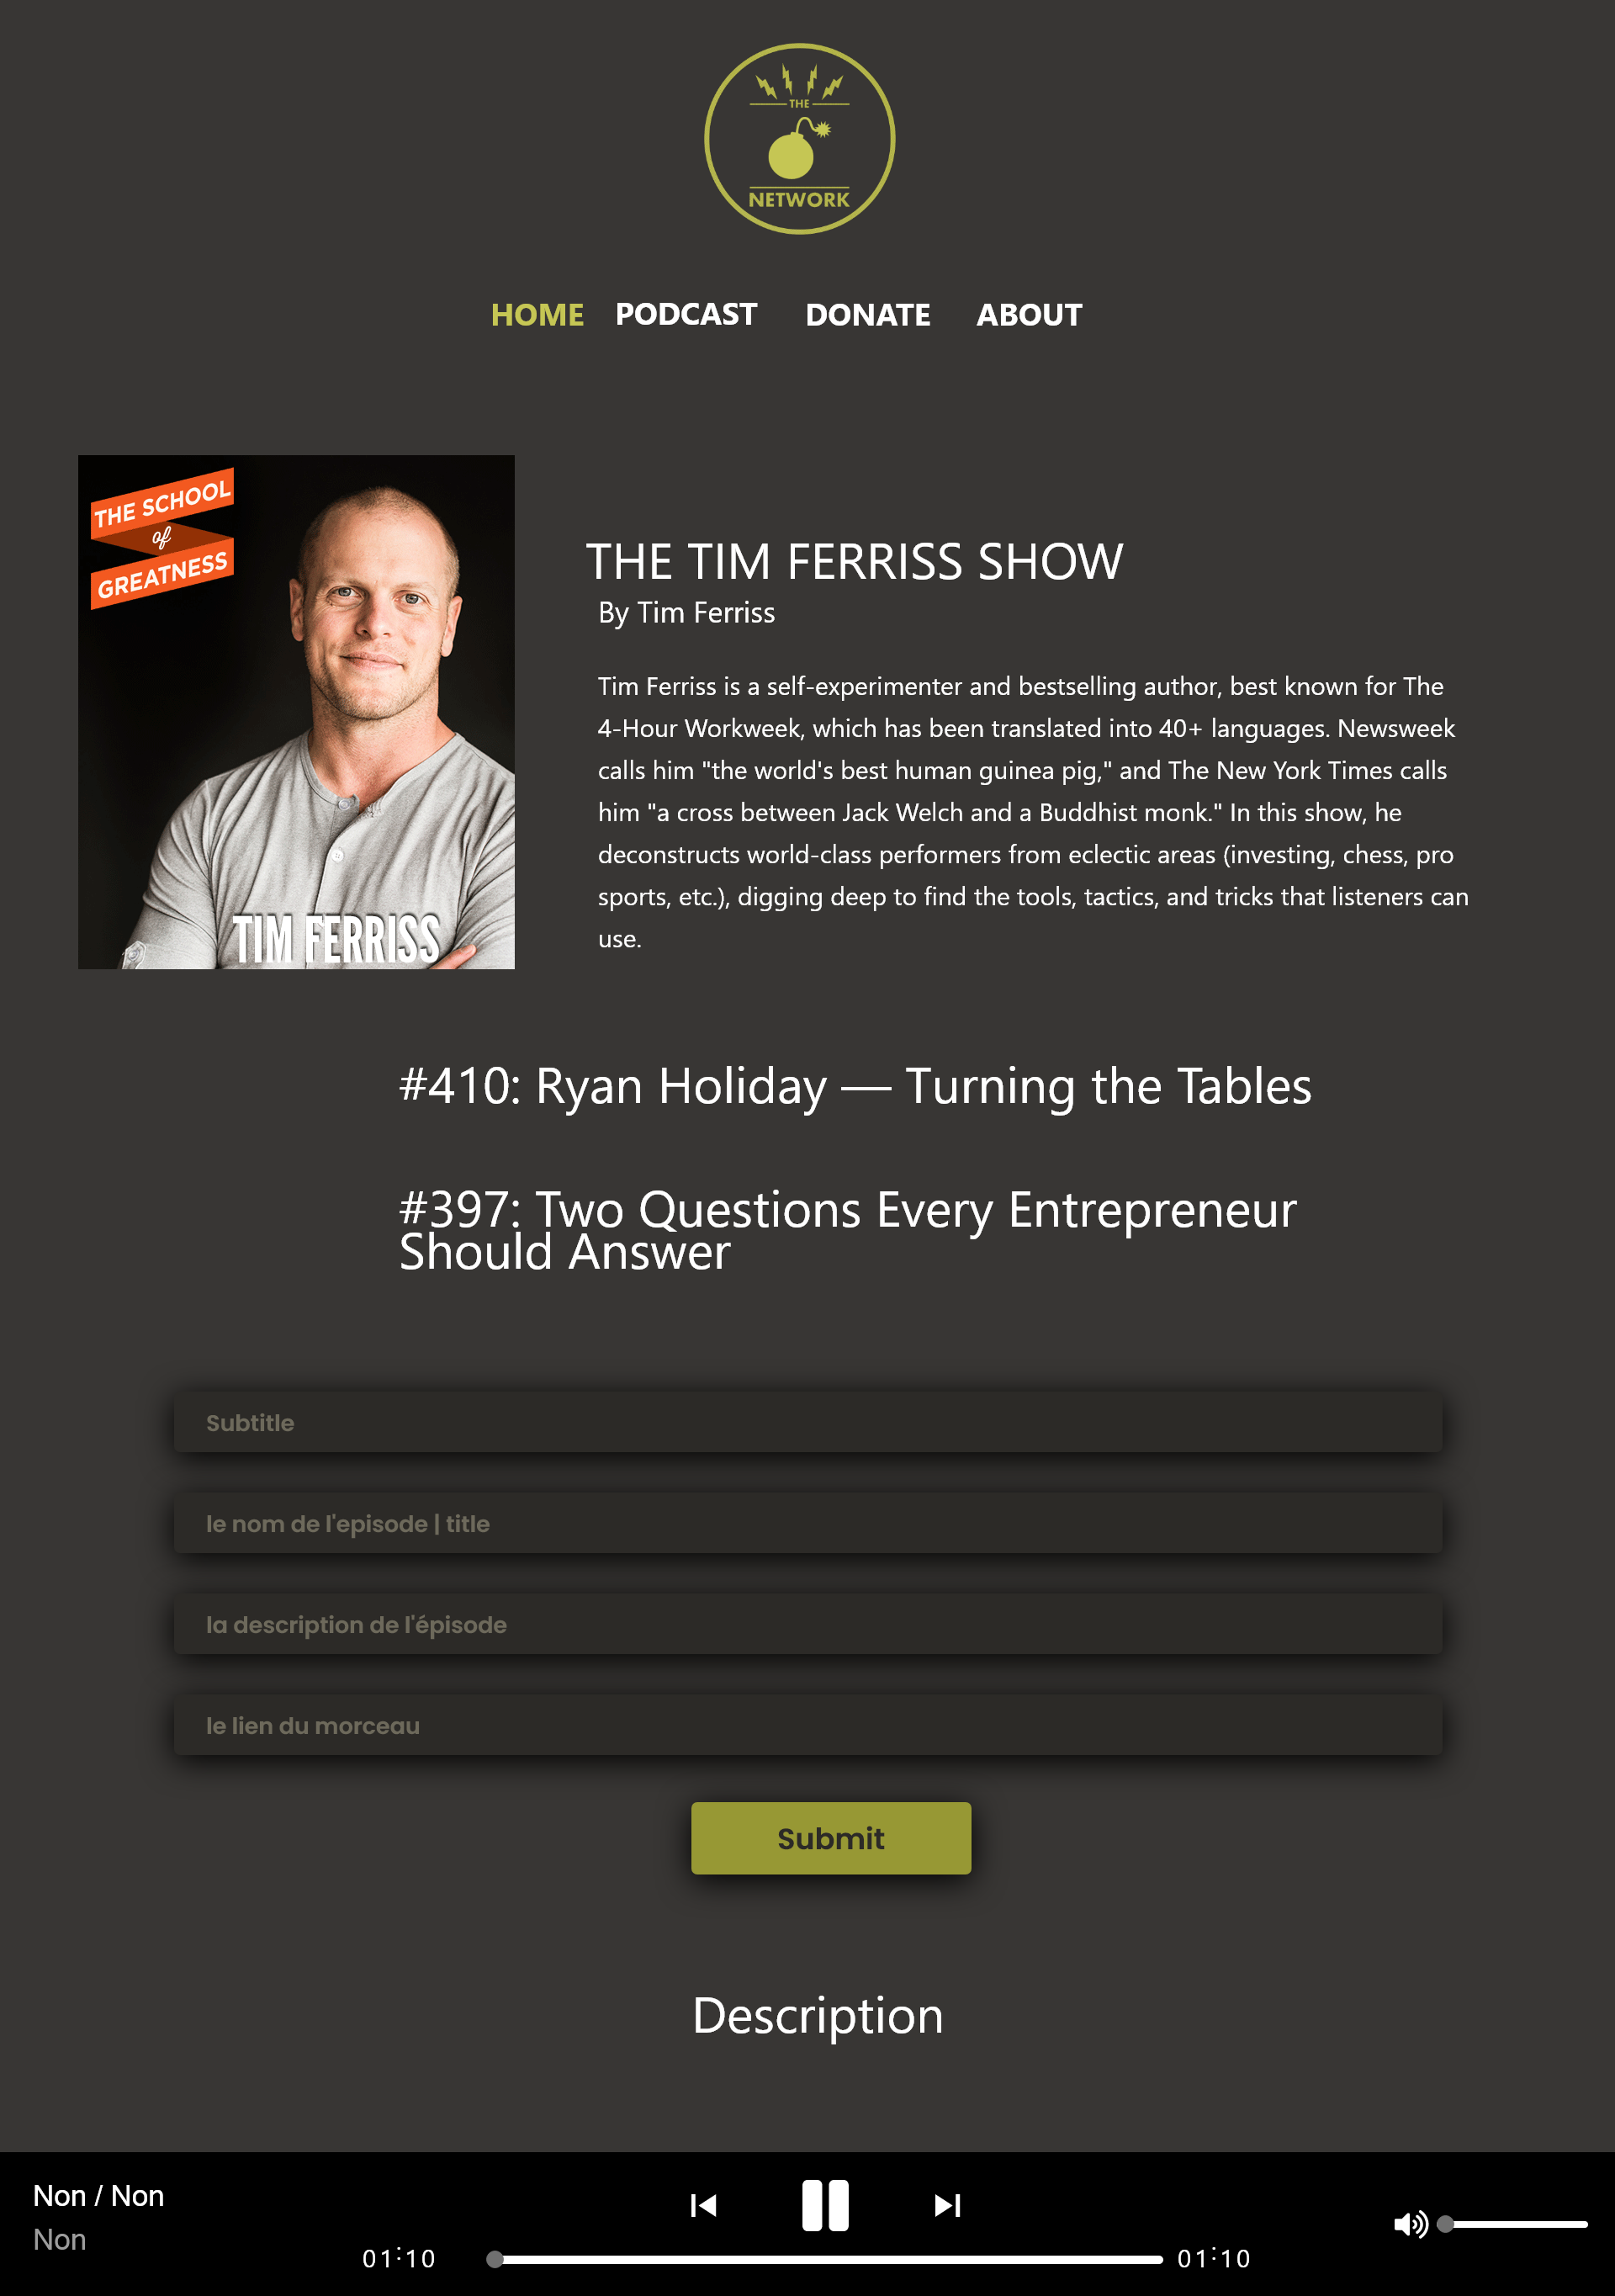 THE
NETWORK
HOME PODCAST DONATE ABOUT
THE SCHOOL
of
GREATNESS
TIM FERRISS
THE TIM FERRISS SHOW
By Tim Ferriss
Tim Ferriss is a self-experimenter and bestselling author, best known for The
4-Hour Workweek, which has been translated into 40+ languages. Newsweek
calls him "the world's best human guinea pig," and The New York Times calls
him "a cross between Jack Welch and a Buddhist monk." In this show, he
deconstructs world-class performers from eclectic areas (investing, chess, pro
sports, etc.), digging deep to find the tools, tactics, and tricks that listeners can
use.
#410: Ryan Holiday — Turning the Tables
#397: Two Questions Every Entrepreneur
Should Answer
Subtitle
le nom de l'episode | title
la description de l'épisode
le lien du morceau
Submit
Description
Non / Non
Non
01:10
01:10